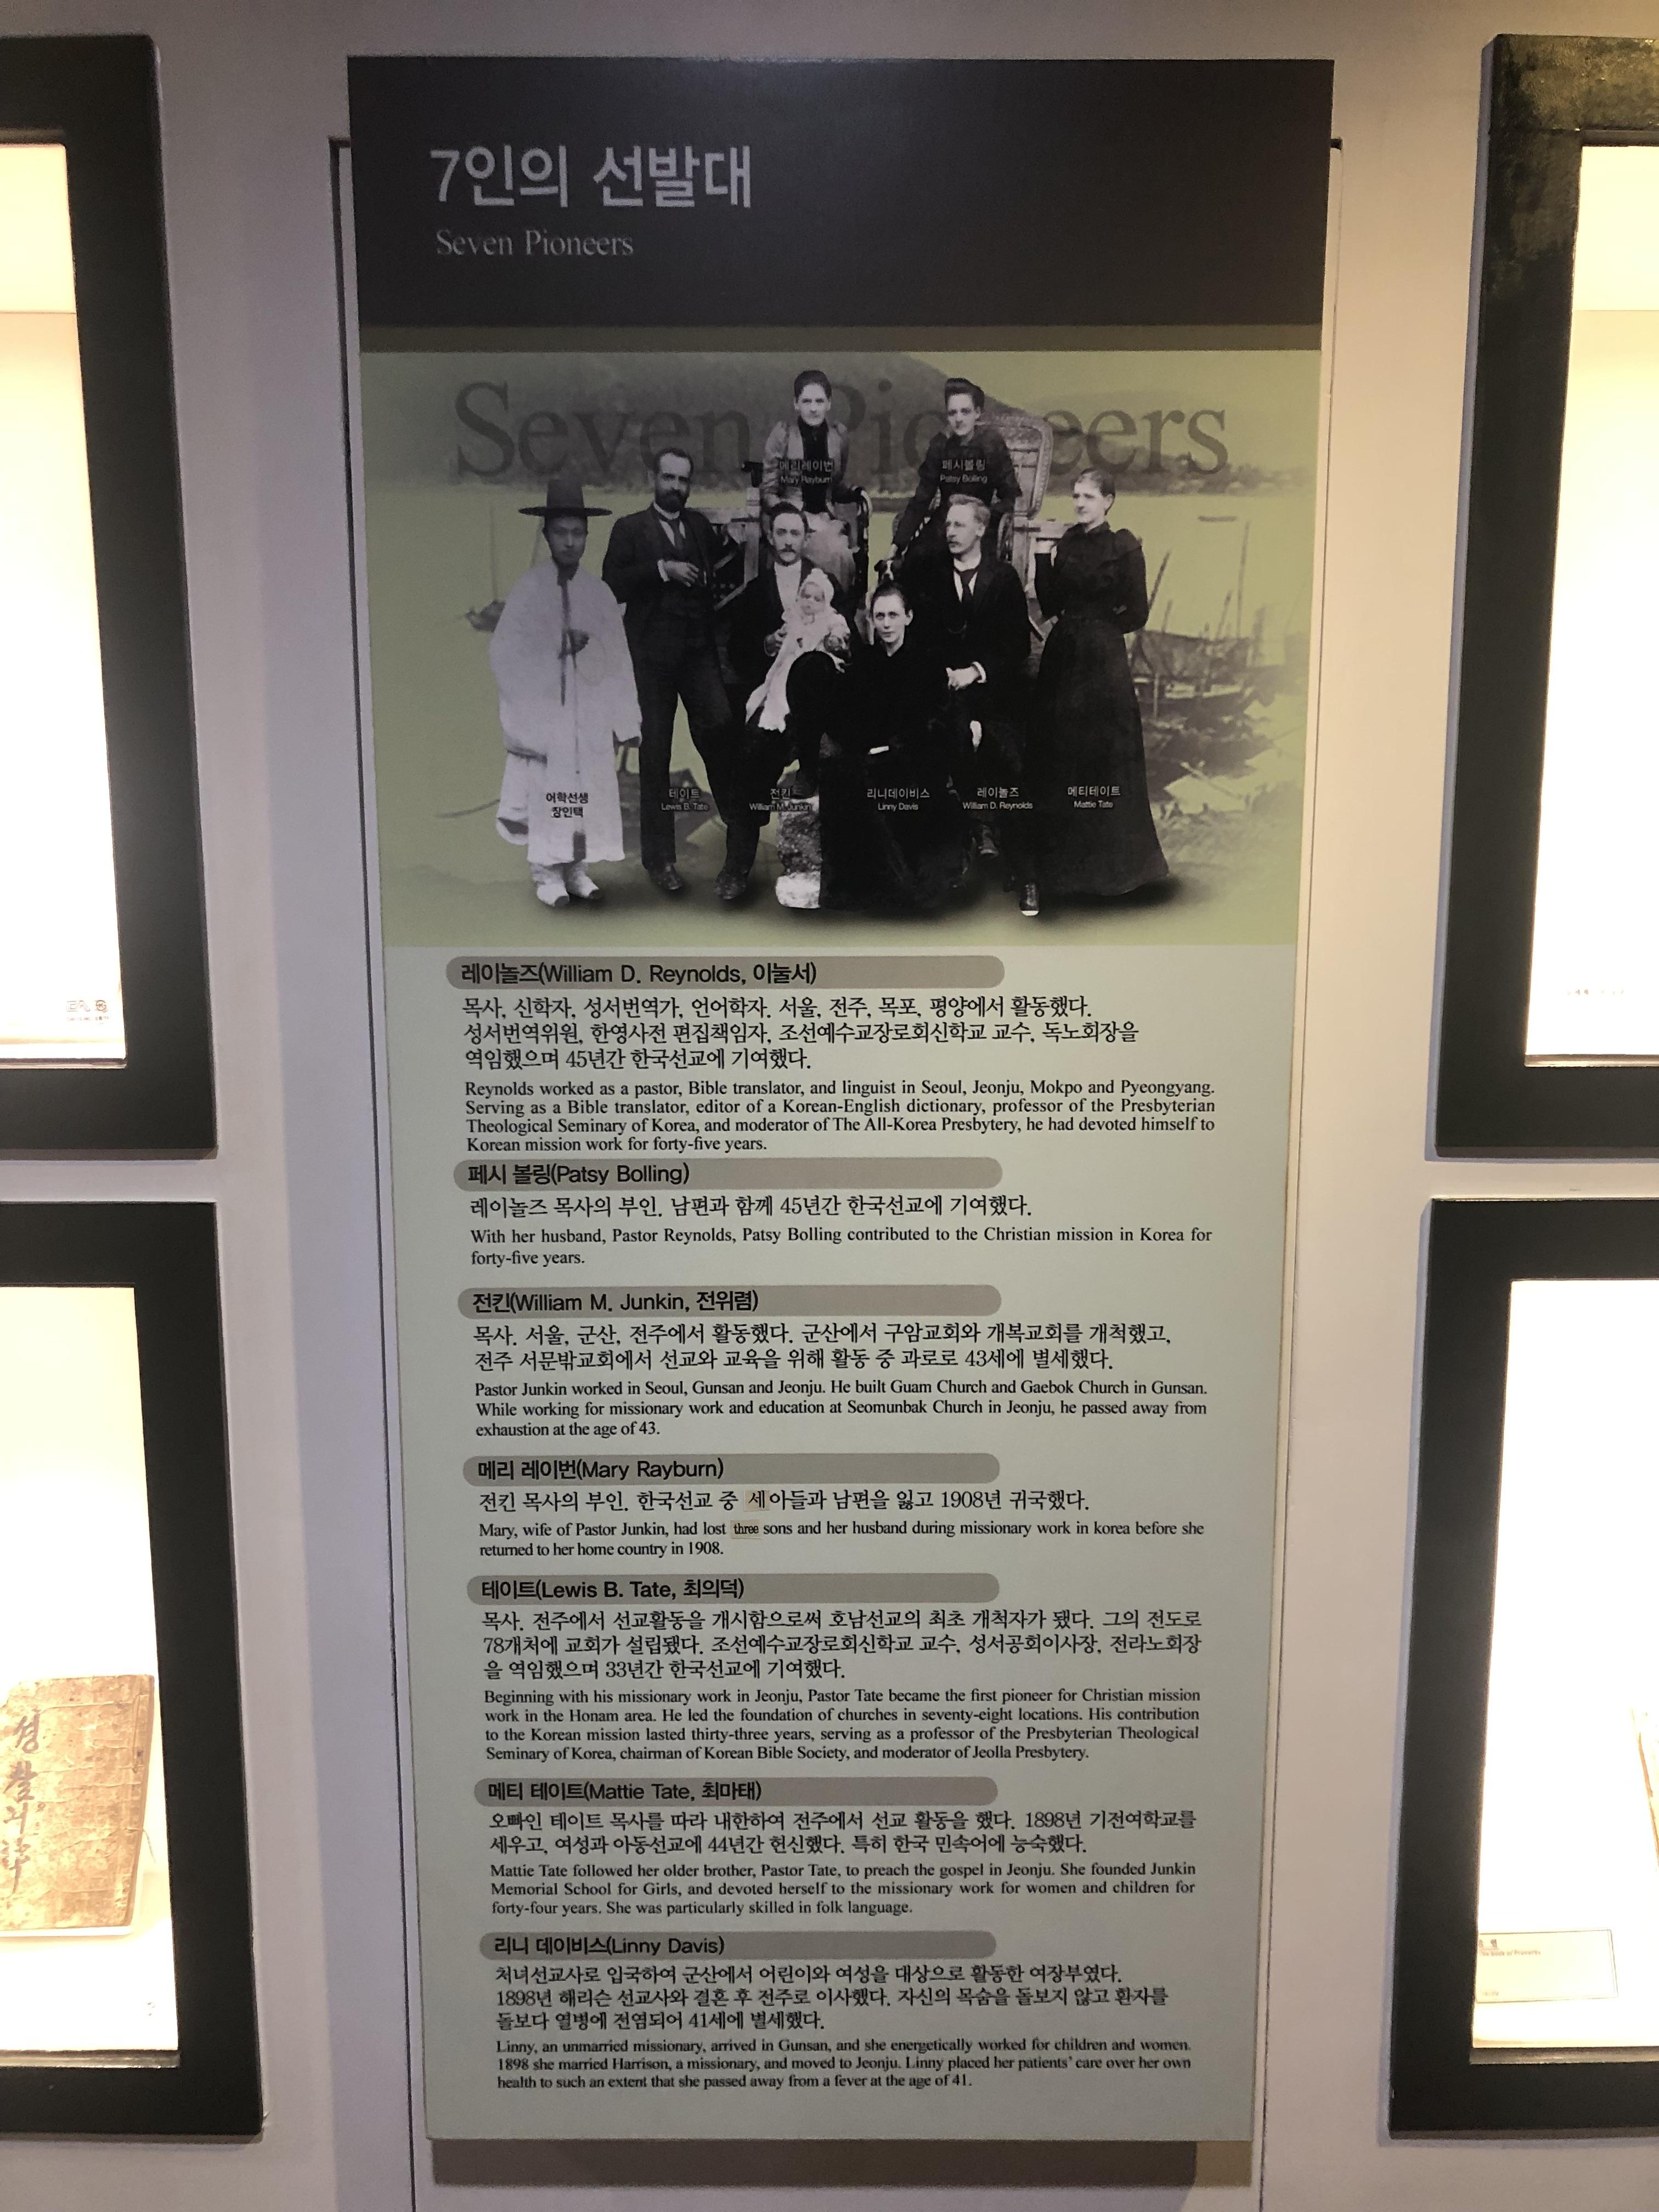 7인의 선발대
Seven Pioneers
Seven Pioneers
메리레이번
Mary Rayburn
페시볼링
Patsy Bolling
어학선생
장인택
테이트
Lewis B. Tate
전킨
William M. Junkin
리니데이비스
Linny Davis
레이놀즈
William D. Reynolds
메티테이트
Mattie Tate
레이놀즈(William D. Reynolds, 이눌서)
목사, 신학자, 성서번역가, 언어학자. 서울, 전주, 목포, 평양에서 활동했다.
성서번역위원, 한영사전 편집책임자, 조선예수교장로회신학교 교수, 독노회장을
역임했으며 45년간 한국선교에 기여했다.
Reynolds worked as a pastor, Bible translator, and linguist in Seoul, Jeonju, Mokpo and Pyeongyang.
Serving as a Bible translator, editor of a Korean-English dictionary, professor of the Presbyterian
Theological Seminary of Korea, and moderator of The All-Korea Presbytery, he had devoted himself to
Korean mission work for forty-five years.
페시 볼링(Patsy Bolling)
레이놀즈 목사의 부인. 남편과 함께 45년간 한국선교에 기여했다.
With her husband, Pastor Reynolds, Patsy Bolling contributed to the Christian mission in Korea for
forty-five years.
전킨(William M. Junkin, 전위렴)
목사. 서울, 군산, 전주에서 활동했다. 군산에서 구암교회와 개복교회를 개척했고,
전주 서문밖교회에서 선교와 교육을 위해 활동 중 과로로 43세에 별세했다.
Pastor Junkin worked in Seoul, Gunsan and Jeonju. He built Guam Church and Gaebok Church in Gunsan.
While working for missionary work and education at Seomunbak Church in Jeonju, he passed away from
exhaustion at the age of 43.
메리 레이번(Mary Rayburn)
전킨 목사의 부인. 한국선교 중 세아들과 남편을 잃고 1908년 귀국했다.
Mary, wife of Pastor Junkin, had lost three sons and her husband during missionary work in korea before she
returned to her home country in 1908.
테이트(Lewis B. Tate, 최의덕)
목사. 전주에서 선교활동을 개시함으로써 호남선교의 최초 개척자가 됐다. 그의 전도로
78개처에 교회가 설립됐다. 조선예수교장로회신학교 교수, 성서공회이사장, 전라노회장
을 역임했으며 33년간 한국선교에 기여했다.
Beginning with his missionary work in Jeonju, Pastor Tate became the first pioneer for Christian mission
work in the Honam area. He led the foundation of churches in seventy-eight locations. His contribution
to the Korean mission lasted thirty-three years, serving as a professor of the Presbyterian Theological
Seminary of Korea, chairman of Korean Bible Society, and moderator of Jeolla Presbytery.
메티 테이트(Mattie Tate, 최마태)
오빠인 테이트 목사를 따라 내한하여 전주에서 선교 활동을 했다. 1898년 기전여학교를
세우고, 여성과 아동선교에 44년간 헌신했다. 특히 한국 민속어에 능숙했다.
Mattie Tate followed her older brother, Pastor Tate, to preach the gospel in Jeonju. She founded Junkin
Memorial School for Girls, and devoted herself to the missionary work for women and children for
forty-four years. She was particularly skilled in folk language.
리니 데이비스(Linny Davis)
처녀선교사로 입국하여 군산에서 어린이와 여성을 대상으로 활동한 여장부였다.
1898년 해리슨 선교사와 결혼 후 전주로 이사했다. 자신의 목숨을 돌보지 않고 환자를
돌보다 열병에 전염되어 41세에 별세했다.
Linny, an unmarried missionary, arrived in Gunsan, and she energetically worked for children and women.
1898 she married Harrison, a missionary, and moved to Jeonju. Linny placed her patients' care over her own
health to such an extent that she passed away from a fever at the age of 41.